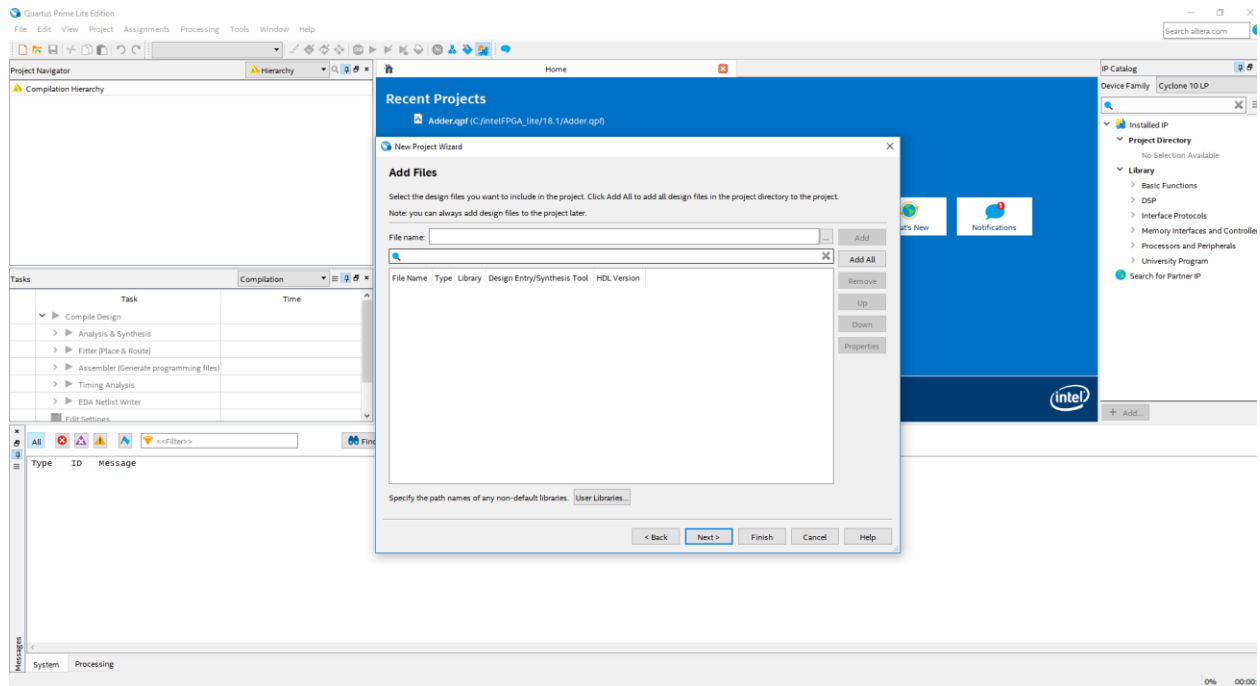 Quartus Prime Lite Edition
File Edit View Project Assignments Processing Tools Window Help
Search altera.com
Project Navigator Hierarchy
Compilation Hierarchy
Home
Recent Projects
Adder.qpf (C:/intelFPGA_lite/18.1/Adder.qpf)
IP Catalog
Device Family Cyclone 10 LP
Installed IP
Project Directory
No Selection Available
Library
Basic Functions
DSP
Interface Protocols
Memory Interfaces and Controller
Processors and Peripherals
University Program
Search for Partner IP
+ Add...
New Project Wizard
Add Files
Select the design files you want to include in the project. Click Add All to add all design files in the project directory to the project.
Note: you can always add design files to the project later.
File name: ... Add
Add All
File Name Type Library Design Entry/Synthesis Tool HDL Version
Remove
Up
Down
Properties
Specify the path names of any non-default libraries. User Libraries...
< Back Next > Finish Cancel Help
at's New
Notifications
intel
Tasks Compilation
Task Time
Compile Design
Analysis & Synthesis
Fitter (Place & Route)
Assembler (Generate programming files)
Timing Analysis
EDA Netlist Writer
Edit Settings
All <<Filter>> Find
Type ID Message
Messages
System Processing
0% 00:00: